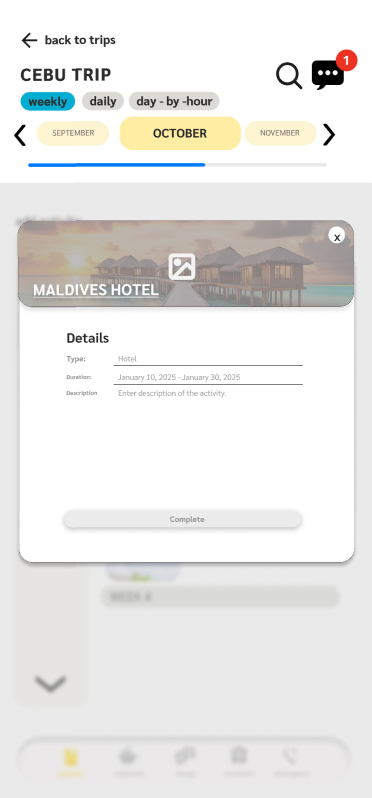 back to trips
CEBU TRIP
1
weekly daily day - by -hour
SEPTEMBER OCTOBER NOVEMBER
x
MALDIVES HOTEL
Details
Type: Hotel
Duration: January 10, 2025 - January 30, 2025
Description Enter description of the activity.
Complete
WEEK 4